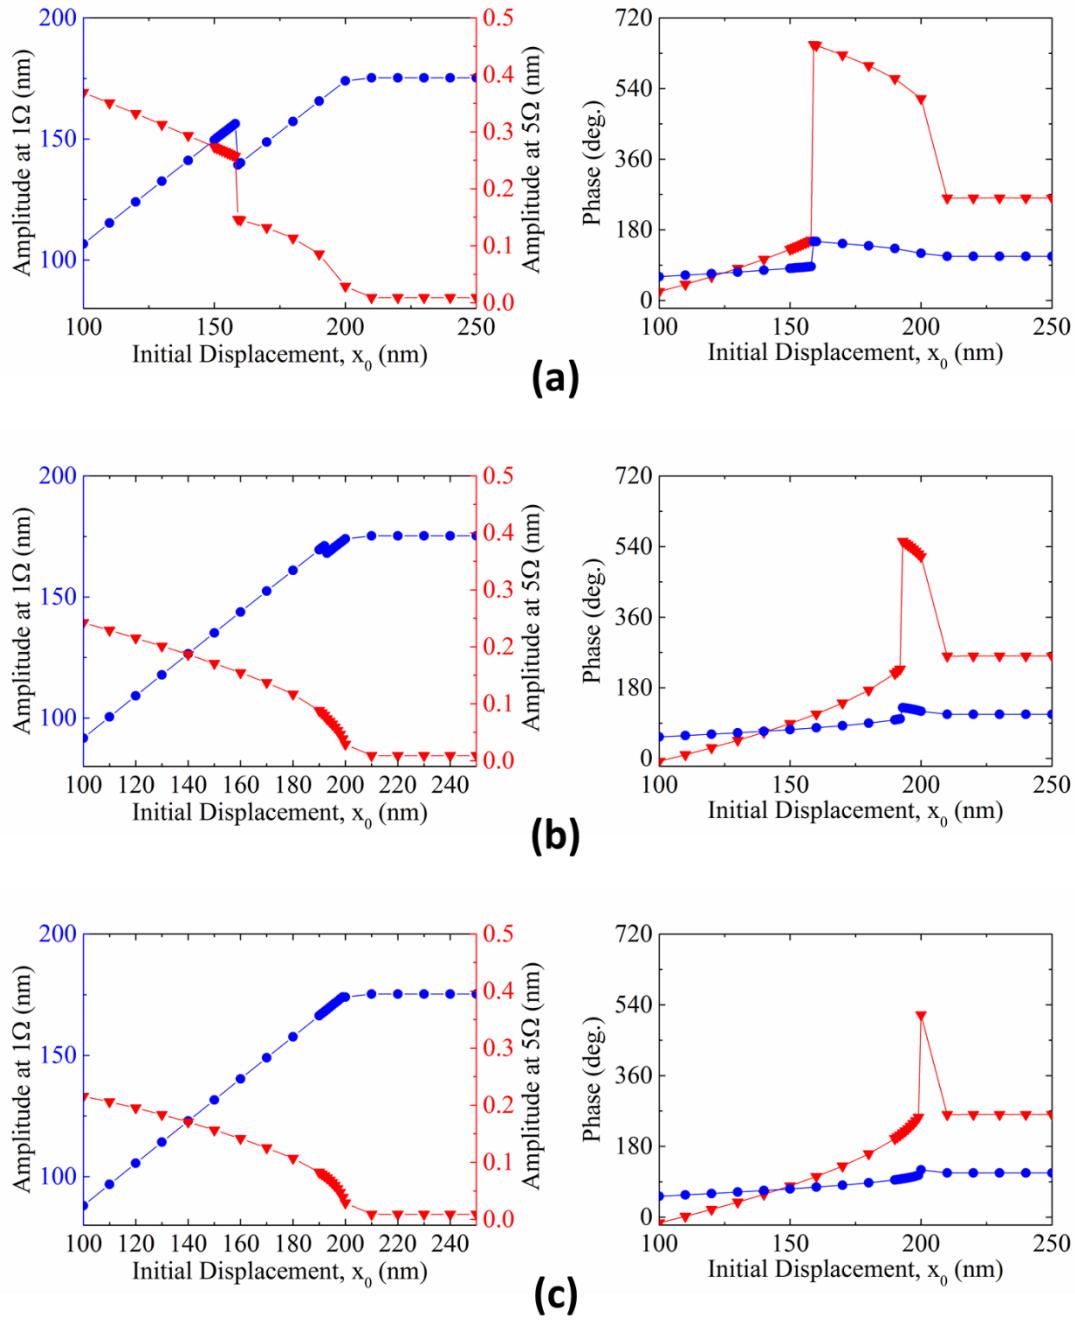 200
150
100
Amplitude at 1Ω (nm)
0.5
0.4
0.3
0.2
0.1
0.0
Amplitude at 5Ω (nm)
100 150 200 250
Initial Displacement, x0 (nm)
720
540
360
180
0
Phase (deg.)
100 150 200 250
Initial Displacement, x0 (nm)
(a)
200
150
100
Amplitude at 1Ω (nm)
0.5
0.4
0.3
0.2
0.1
0.0
Amplitude at 5Ω (nm)
100 120 140 160 180 200 220 240
Initial Displacement, x0 (nm)
720
540
360
180
0
Phase (deg.)
100 150 200 250
Initial Displacement, x0 (nm)
(b)
200
150
100
Amplitude at 1Ω (nm)
0.5
0.4
0.3
0.2
0.1
0.0
Amplitude at 5Ω (nm)
100 120 140 160 180 200 220 240
Initial Displacement, x0 (nm)
720
540
360
180
0
Phase (deg.)
100 150 200 250
Initial Displacement, x0 (nm)
(c)